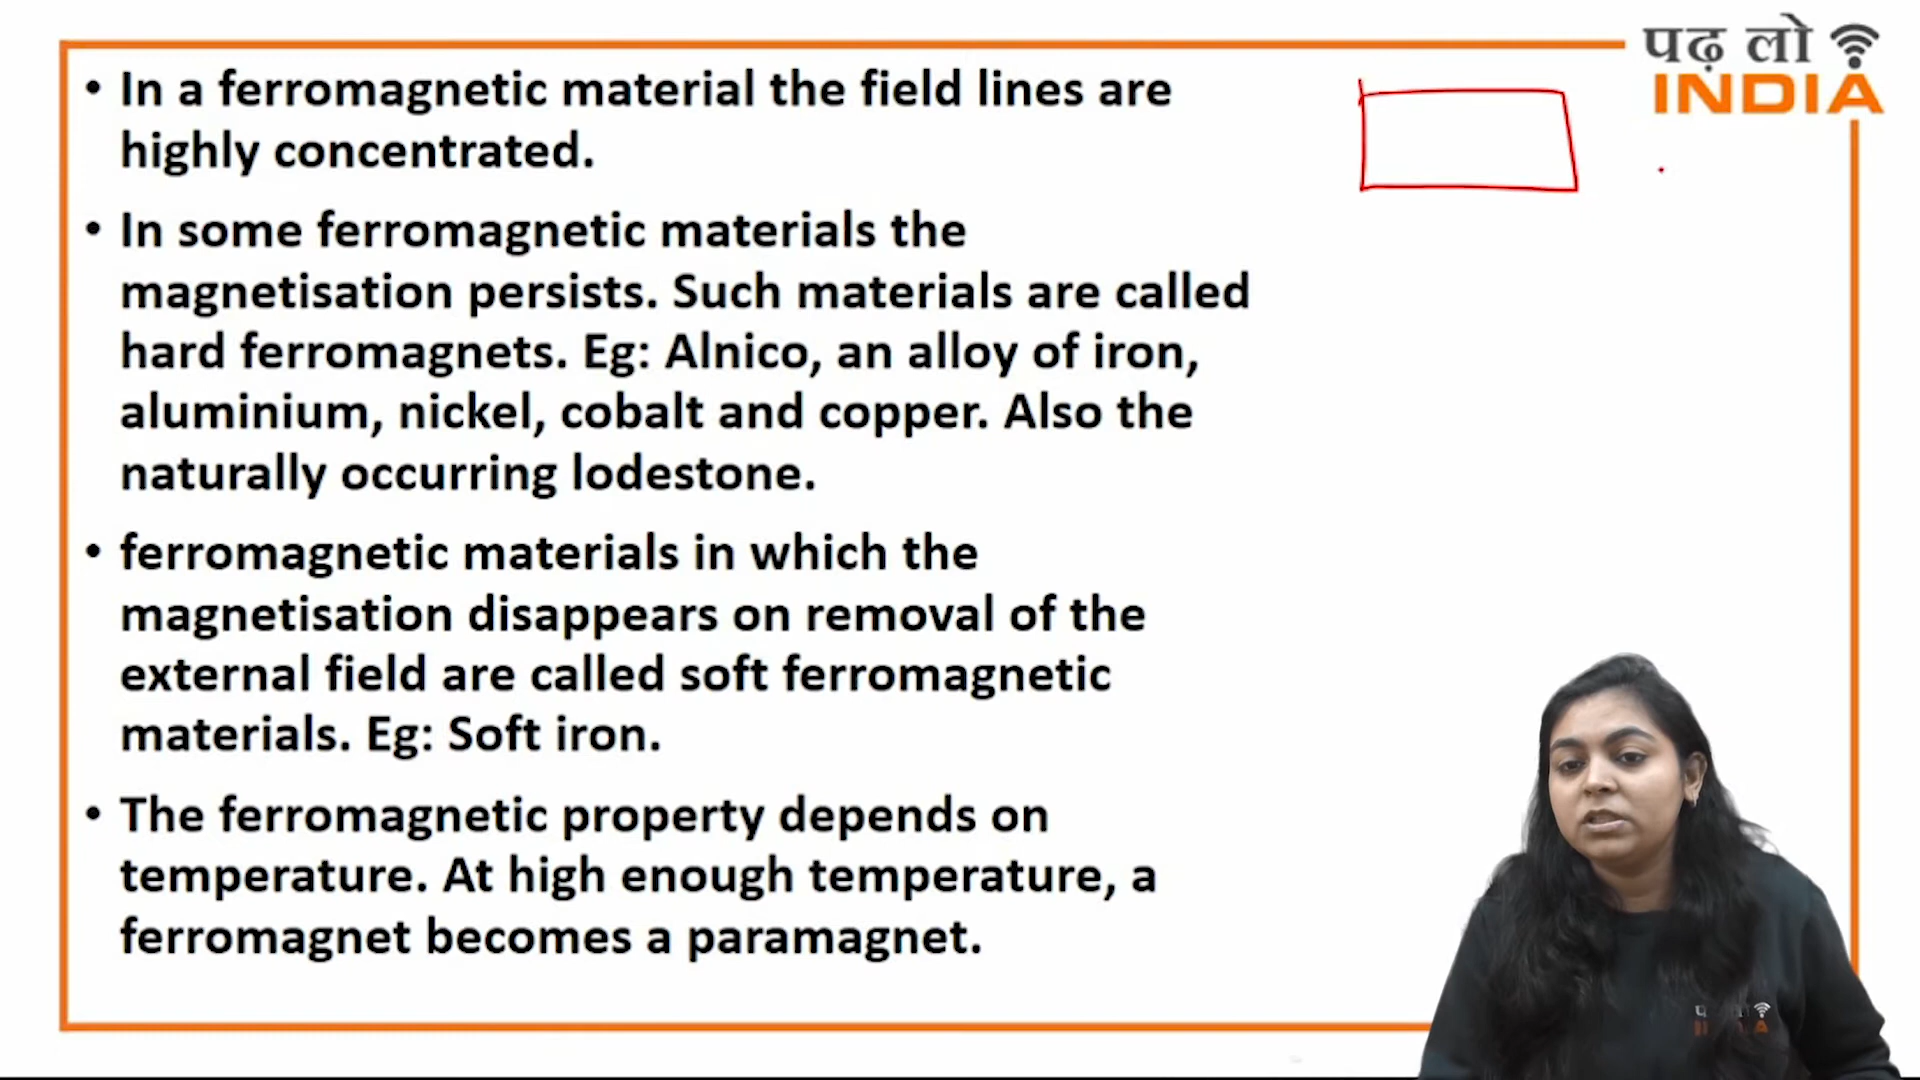 पढ़ लो
INDIA
• In a ferromagnetic material the field lines are
highly concentrated.
• In some ferromagnetic materials the
magnetisation persists. Such materials are called
hard ferromagnets. Eg: Alnico, an alloy of iron,
aluminium, nickel, cobalt and copper. Also the
naturally occurring lodestone.
• ferromagnetic materials in which the
magnetisation disappears on removal of the
external field are called soft ferromagnetic
materials. Eg: Soft iron.
• The ferromagnetic property depends on
temperature. At high enough temperature, a
ferromagnet becomes a paramagnet.